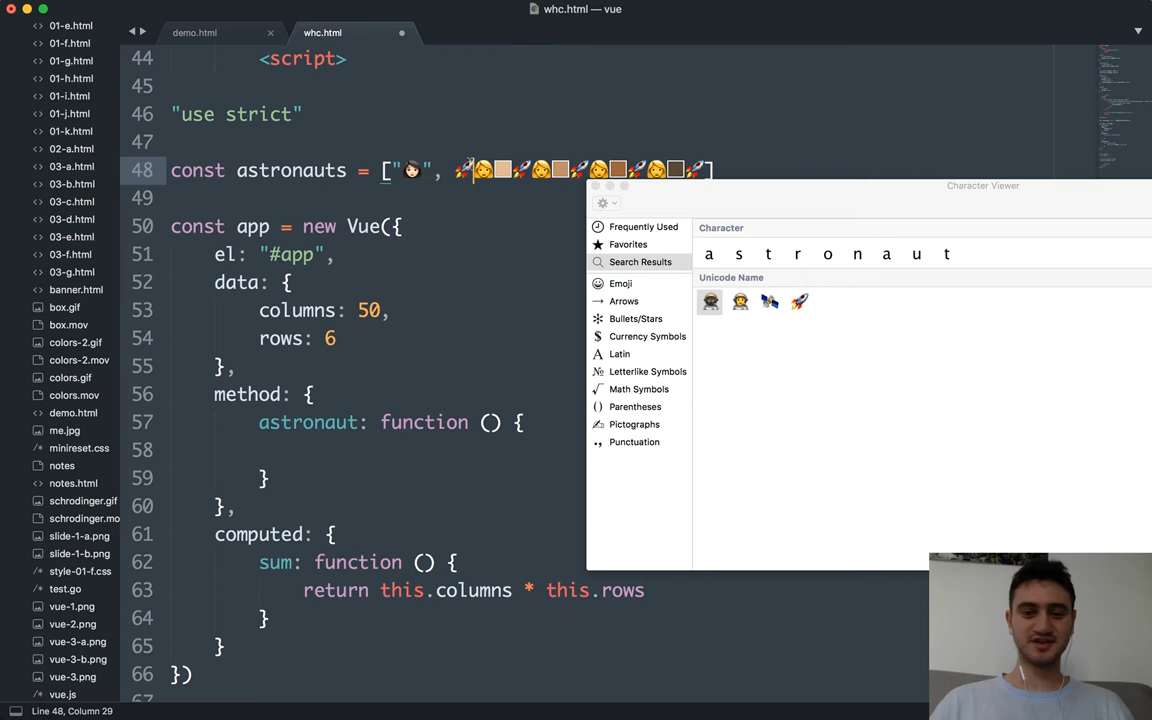 whc.html — vue
01-e.html
01-f.html
01-g.html
01-h.html
01-i.html
01-j.html
01-k.html
02-a.html
03-a.html
03-b.html
03-c.html
03-d.html
03-e.html
03-f.html
03-g.html
banner.html
box.gif
box.mov
colors-2.gif
colors-2.mov
colors.gif
colors.mov
demo.html
me.jpg
minireset.css
notes
notes.html
schrodinger.gif
schrodinger.mo
slide-1-a.png
slide-1-b.png
style-01-f.css
test.go
vue-1.png
vue-2.png
vue-3-a.png
vue-3-b.png
vue-3.png
vue.js
demo.html
whc.html
44 <script>
45
46 "use strict"
47
48 const astronauts = ["👩🏻", 🚀👩🏼🚀👩🏽🚀👩🏾🚀👩🏿🚀]
49
50 const app = new Vue({
51 el: "#app",
52 data: {
53 columns: 50,
54 rows: 6
55 },
56 method: {
57 astronaut: function () {
58
59 }
60 },
61 computed: {
62 sum: function () {
63 return this.columns * this.rows
64 }
65 }
66 })
Character Viewer
Frequently Used
Favorites
Search Results
Emoji
Arrows
Bullets/Stars
Currency Symbols
Latin
Letterlike Symbols
Math Symbols
Parentheses
Pictographs
Punctuation
Character
a s t r o n a u t
Unicode Name
Line 48, Column 29